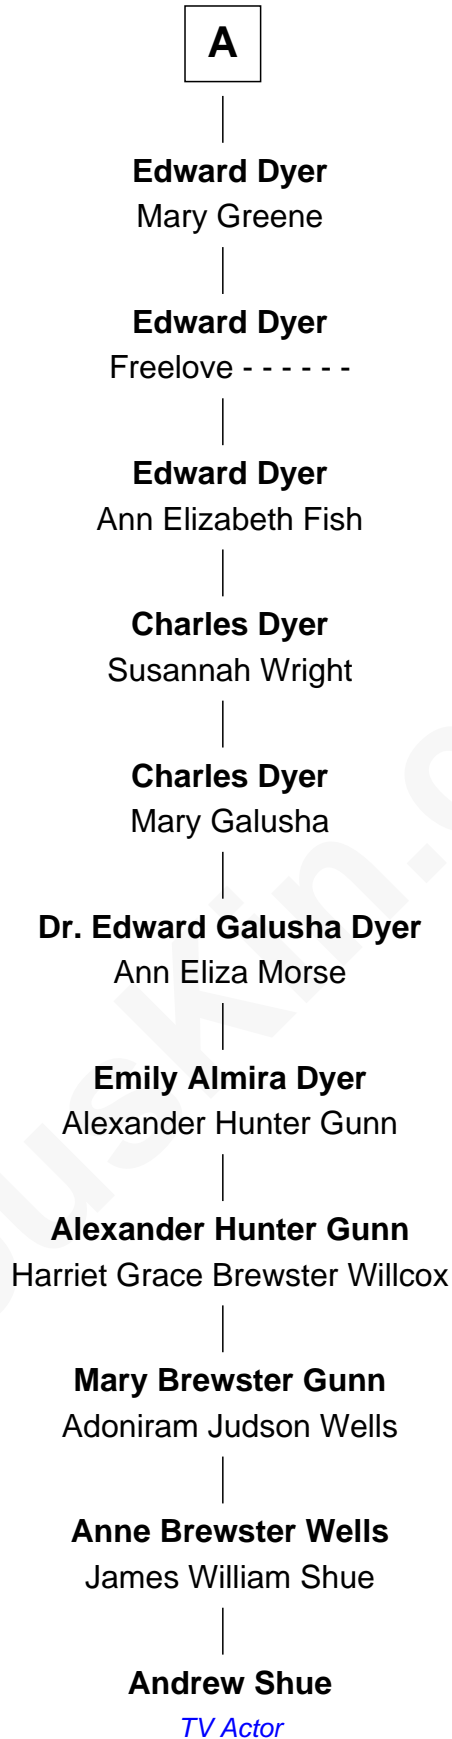 A
Edward Dyer
Mary Greene
Edward Dyer
Freelove - - - - - -
Edward Dyer
Ann Elizabeth Fish
Charles Dyer
Susannah Wright
Charles Dyer
Mary Galusha
Dr. Edward Galusha Dyer
Ann Eliza Morse
Emily Almira Dyer
Alexander Hunter Gunn
Alexander Hunter Gunn
Harriet Grace Brewster Willcox
Mary Brewster Gunn
Adoniram Judson Wells
Anne Brewster Wells
James William Shue
Andrew Shue
TV Actor